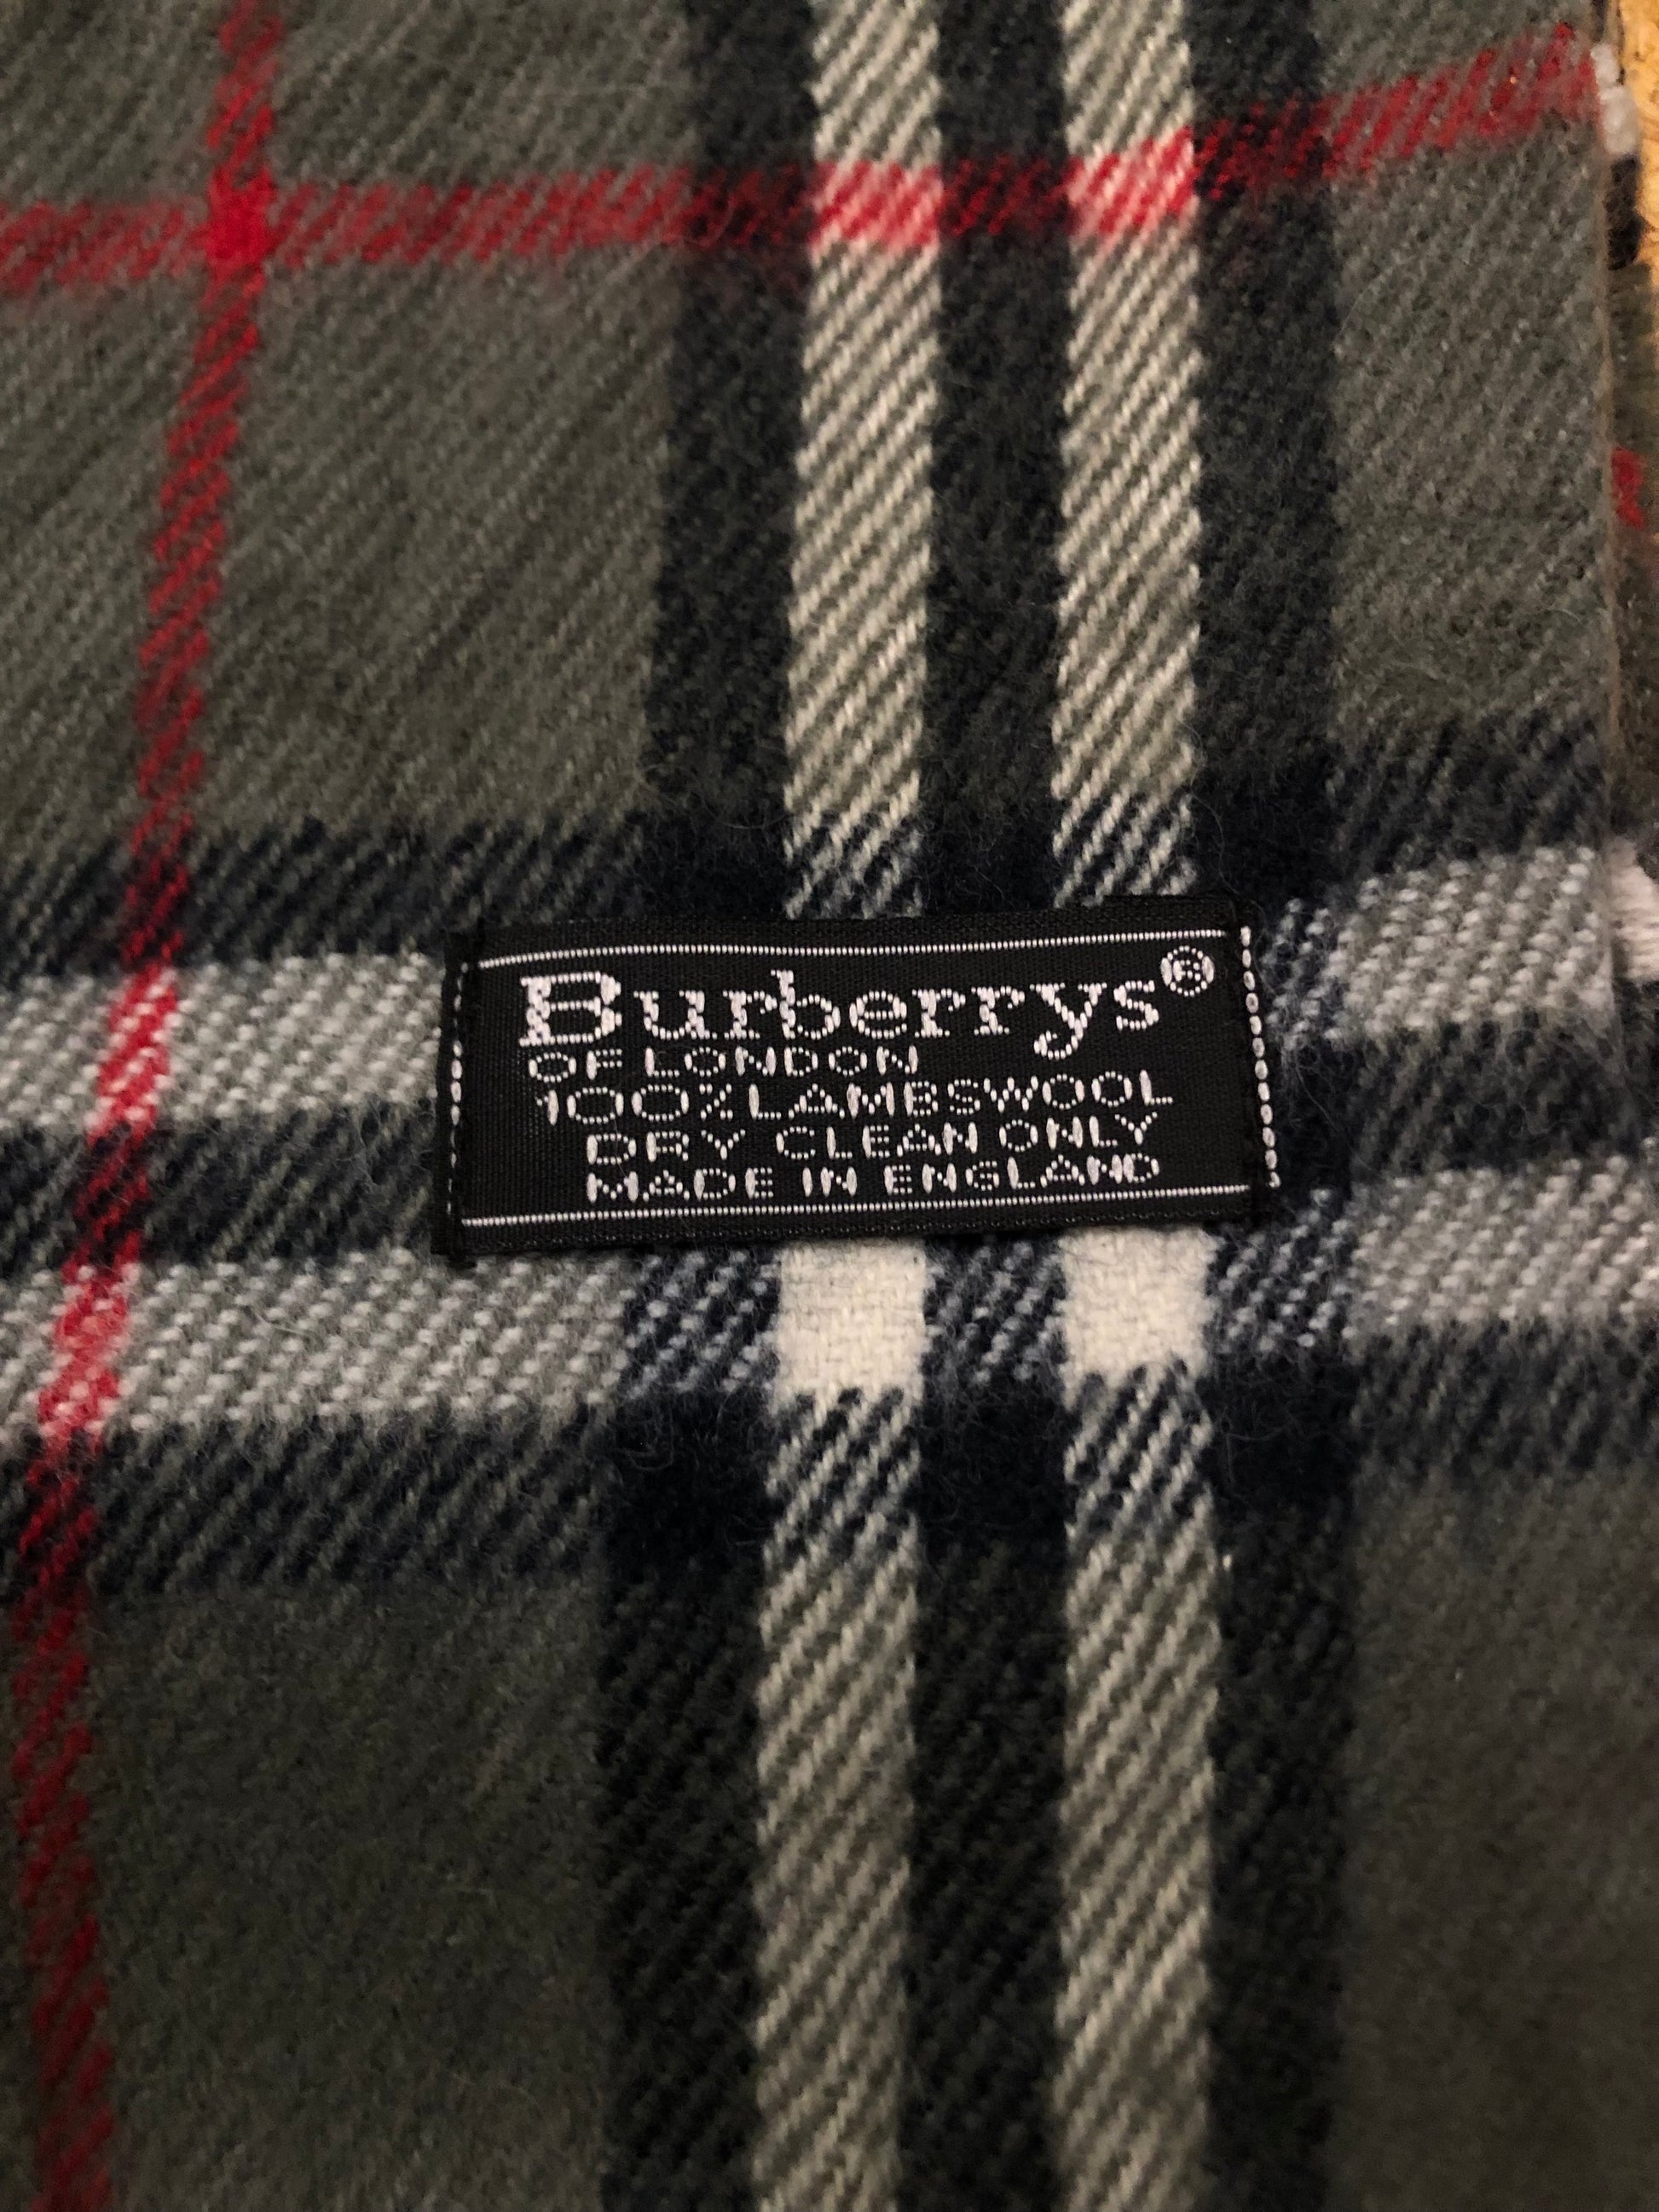 Burberrys®
OF LONDON
100% LAMBSWOOL
DRY CLEAN ONLY
MADE IN ENGLAND